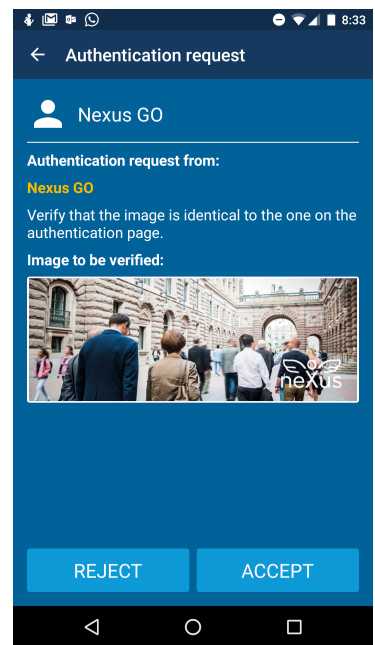 8:33
Authentication request
Nexus GO
Authentication request from:
Nexus GO
Verify that the image is identical to the one on the
authentication page.
Image to be verified:
neXus
REJECT
ACCEPT